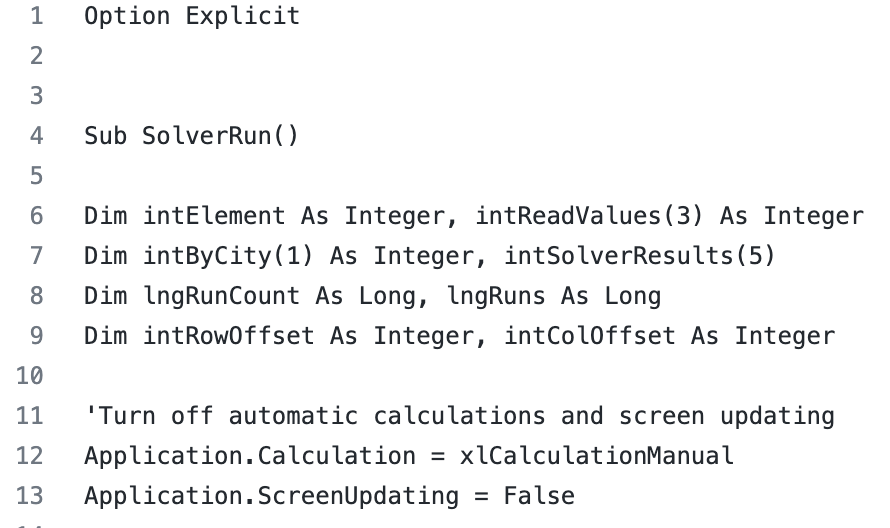 1 Option Explicit
2
3
4 Sub SolverRun()
5
6 Dim intElement As Integer, intReadValues(3) As Integer
7 Dim intByCity(1) As Integer, intSolverResults(5)
8 Dim lngRunCount As Long, lngRuns As Long
9 Dim intRowOffset As Integer, intColOffset As Integer
10
11 'Turn off automatic calculations and screen updating
12 Application.Calculation = xlCalculationManual
13 Application.ScreenUpdating = False